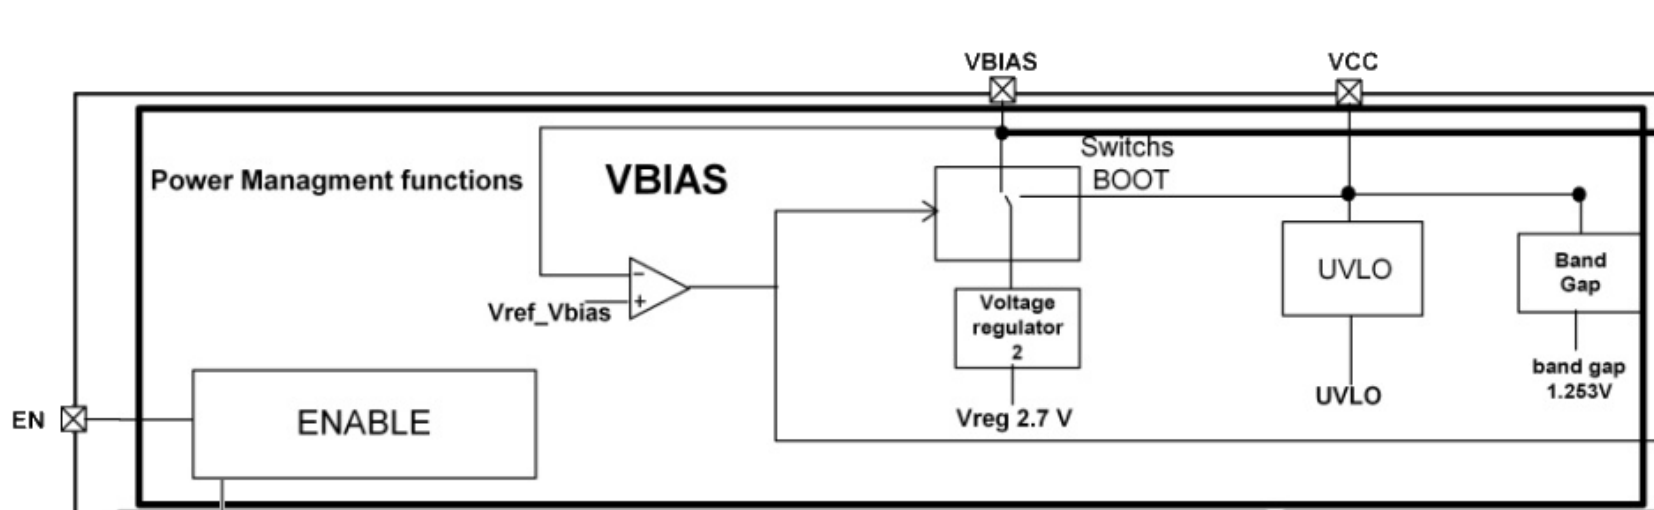 VBIAS
VCC
Switchs
BOOT
Power Managment functions
VBIAS
UVLO
Band
Gap
−
+
Vref_Vbias
Voltage
regulator
2
band gap
1.253V
UVLO
Vreg 2.7 V
EN
ENABLE